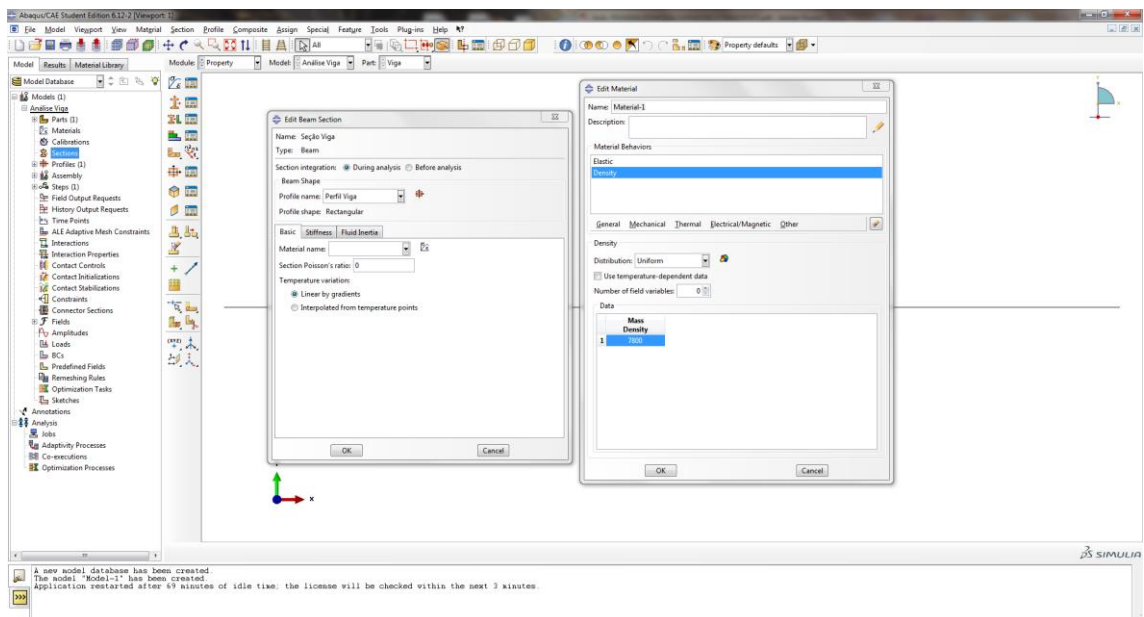 Abaqus/CAE Student Edition 6.12-2 [Viewport: 1]
File Model Viewport View Material Section Profile Composite Assign Special Feature Tools Plug-ins Help
All
Property defaults
Model Results Material Library
Module: Property Model: Análise Viga Part: Viga
Model Database
Models (1)
Análise Viga
Parts (1)
Materials
Calibrations
Sections
Profiles (1)
Assembly
Steps (1)
Field Output Requests
History Output Requests
Time Points
ALE Adaptive Mesh Constraints
Interactions
Interaction Properties
Contact Controls
Contact Initializations
Contact Stabilizations
Constraints
Connector Sections
Fields
Amplitudes
Loads
BCs
Predefined Fields
Remeshing Rules
Optimization Tasks
Sketches
Annotations
Analysis
Jobs
Adaptivity Processes
Co-executions
Optimization Processes
Edit Beam Section
Name: Seção Viga
Type: Beam
Section integration: During analysis Before analysis
Beam Shape
Profile name: Perfil Viga
Profile shape: Rectangular
Basic Stiffness Fluid Inertia
Material name:
Section Poisson's ratio: 0
Temperature variation:
Linear by gradients
Interpolated from temperature points
OK Cancel
Edit Material
Name: Material-1
Description:
Material Behaviors
Elastic
Density
General Mechanical Thermal Electrical/Magnetic Other
Density
Distribution: Uniform
Use temperature-dependent data
Number of field variables: 0
Data
Mass
Density
1 7800
OK Cancel
X
SIMULIA
A new model database has been created.
The model "Model-1" has been created.
Application restarted after 69 minutes of idle time; the license will be checked within the next 3 minutes.